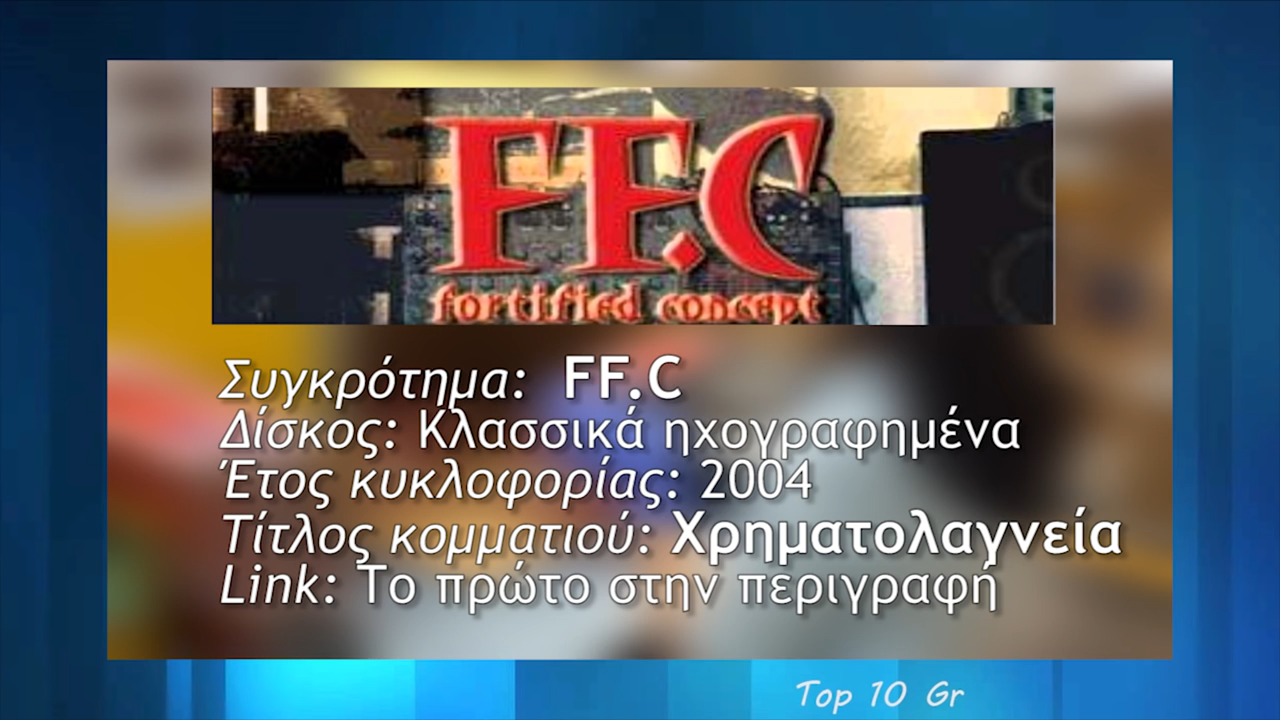 FF.C
fortified concept
Συγκρότημα: FF.C
Δίσκος: Κλασσικά ηχογραφημένα
Έτος κυκλοφορίας: 2004
Τίτλος κομματιού: Χρηματολαγνεία
Link: Το πρώτο στην περιγραφή
Top 10 Gr